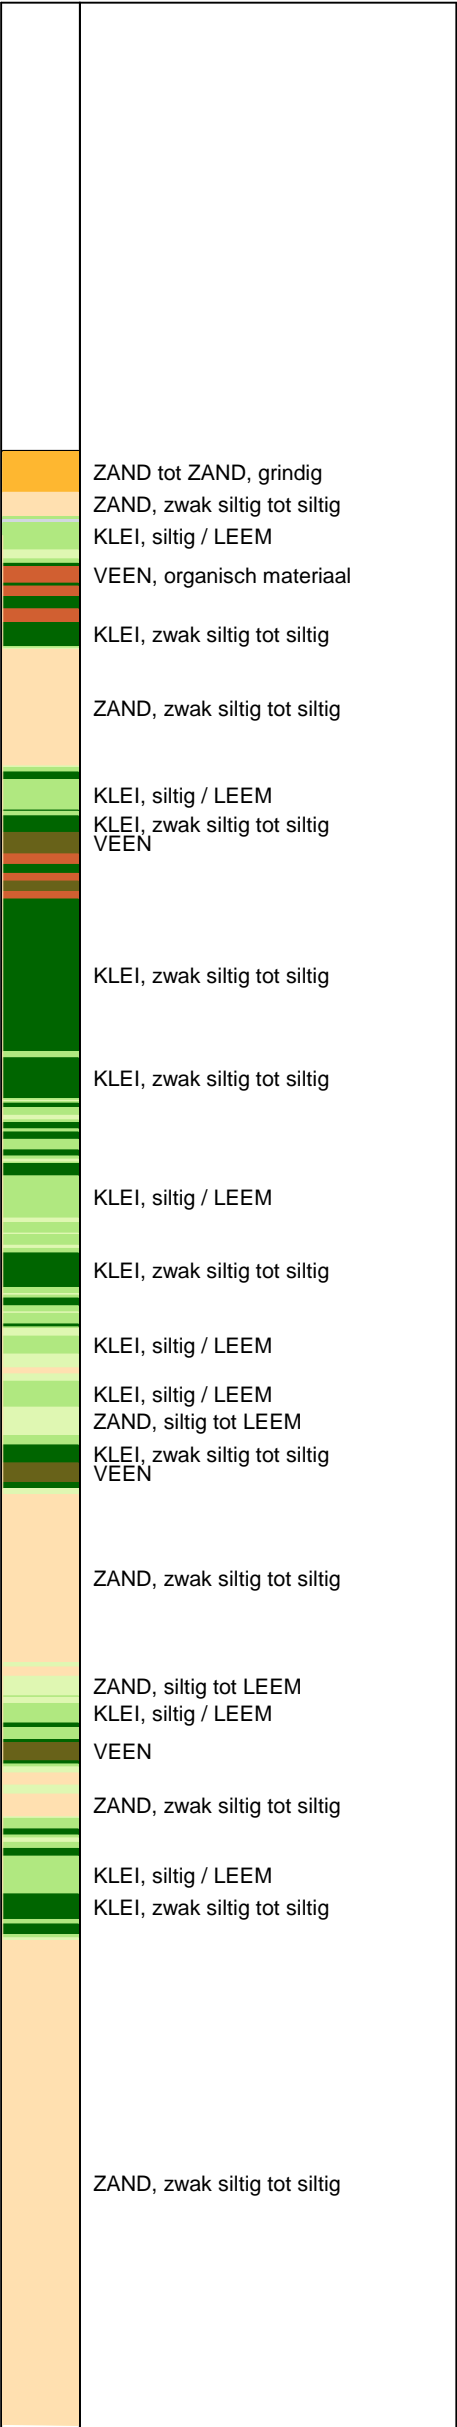 ZAND tot ZAND, grindig
ZAND, zwak siltig tot siltig
KLEI, siltig / LEEM
VEEN, organisch materiaal
KLEI, zwak siltig tot siltig
ZAND, zwak siltig tot siltig
KLEI, siltig / LEEM
KLEI, zwak siltig tot siltig
VEEN
KLEI, zwak siltig tot siltig
KLEI, zwak siltig tot siltig
KLEI, siltig / LEEM
KLEI, zwak siltig tot siltig
KLEI, siltig / LEEM
KLEI, siltig / LEEM
ZAND, siltig tot LEEM
KLEI, zwak siltig tot siltig
VEEN
ZAND, zwak siltig tot siltig
ZAND, siltig tot LEEM
KLEI, siltig / LEEM
VEEN
ZAND, zwak siltig tot siltig
KLEI, siltig / LEEM
KLEI, zwak siltig tot siltig
ZAND, zwak siltig tot siltig